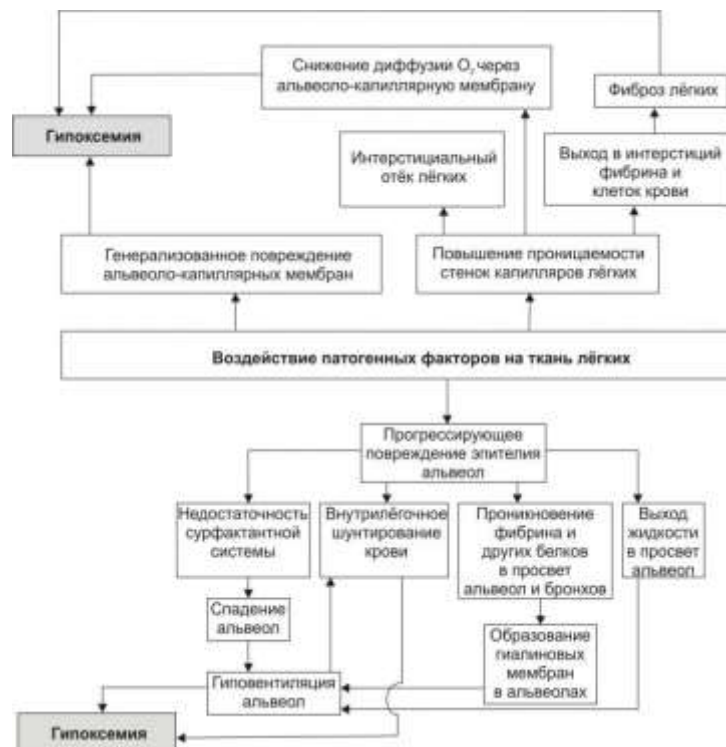 Снижение диффузии O₂ через
альвеоло-капиллярную мембрану
Фиброз лёгких
Гипоксемия
Интерстициальный
отёк лёгких
Выход в интерстиций
фибрина и
клеток крови
Генерализованное повреждение
альвеоло-капиллярных мембран
Повышение проницаемости
стенок капилляров лёгких
Воздействие патогенных факторов на ткань лёгких
Прогрессирующее
повреждение эпителия
альвеол
Недостаточность
сурфактантной
системы
Внутрилёгочное
шунтирование
крови
Проникновение
фибрина и
других белков
в просвет
альвеол и бронхов
Выход
жидкости
в просвет
альвеол
Спадение
альвеол
Образование
гиалиновых
мембран
в альвеолах
Гиповентиляция
альвеол
Гипоксемия